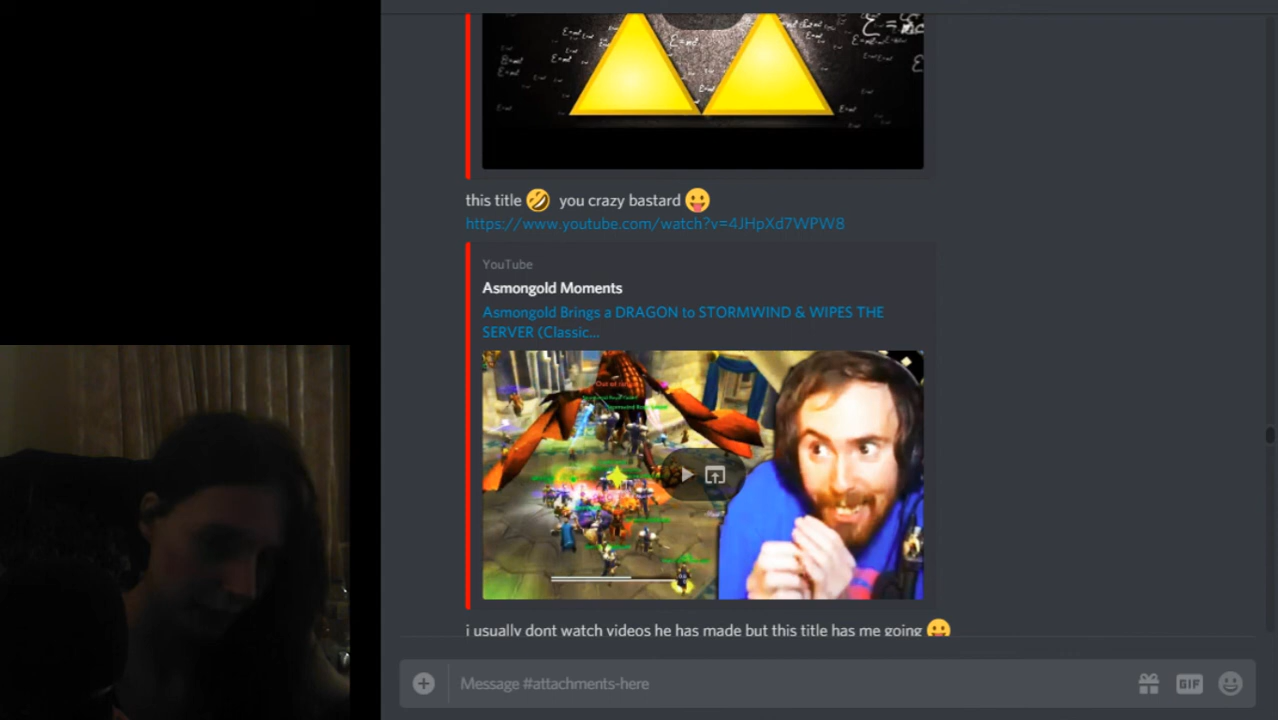 this title 🤣 you crazy bastard 😛
https://www.youtube.com/watch?v=4JHpXd7WPW8
YouTube
Asmongold Moments
Asmongold Brings a DRAGON to STORMWIND & WIPES THE
SERVER (Classic...
i usually dont watch videos he has made but this title has me going 😛
Message #attachments-here
GIF